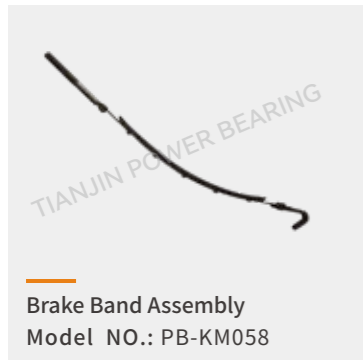 TIANJIN POWER BEARING
Brake Band Assembly
Model NO.: PB-KM058